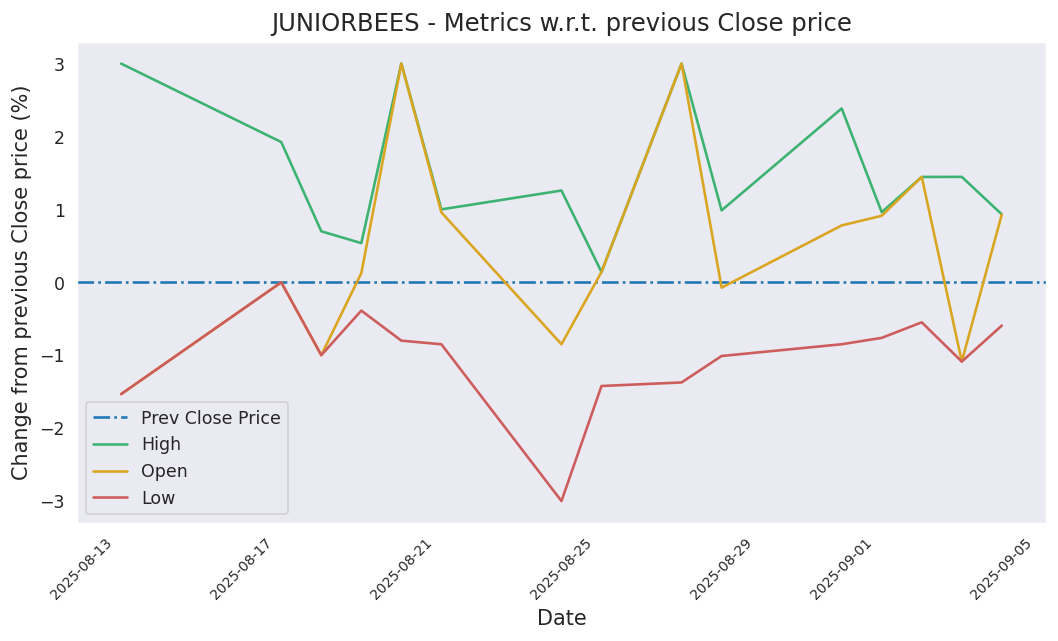 JUNIORBEES - Metrics w.r.t. previous Close price
Change from previous Close price (%)
3
2
1
0
−1
−2
−3
Prev Close Price
High
Open
Low
2025-08-13
2025-08-17
2025-08-21
2025-08-25
2025-08-29
2025-09-01
2025-09-05
Date